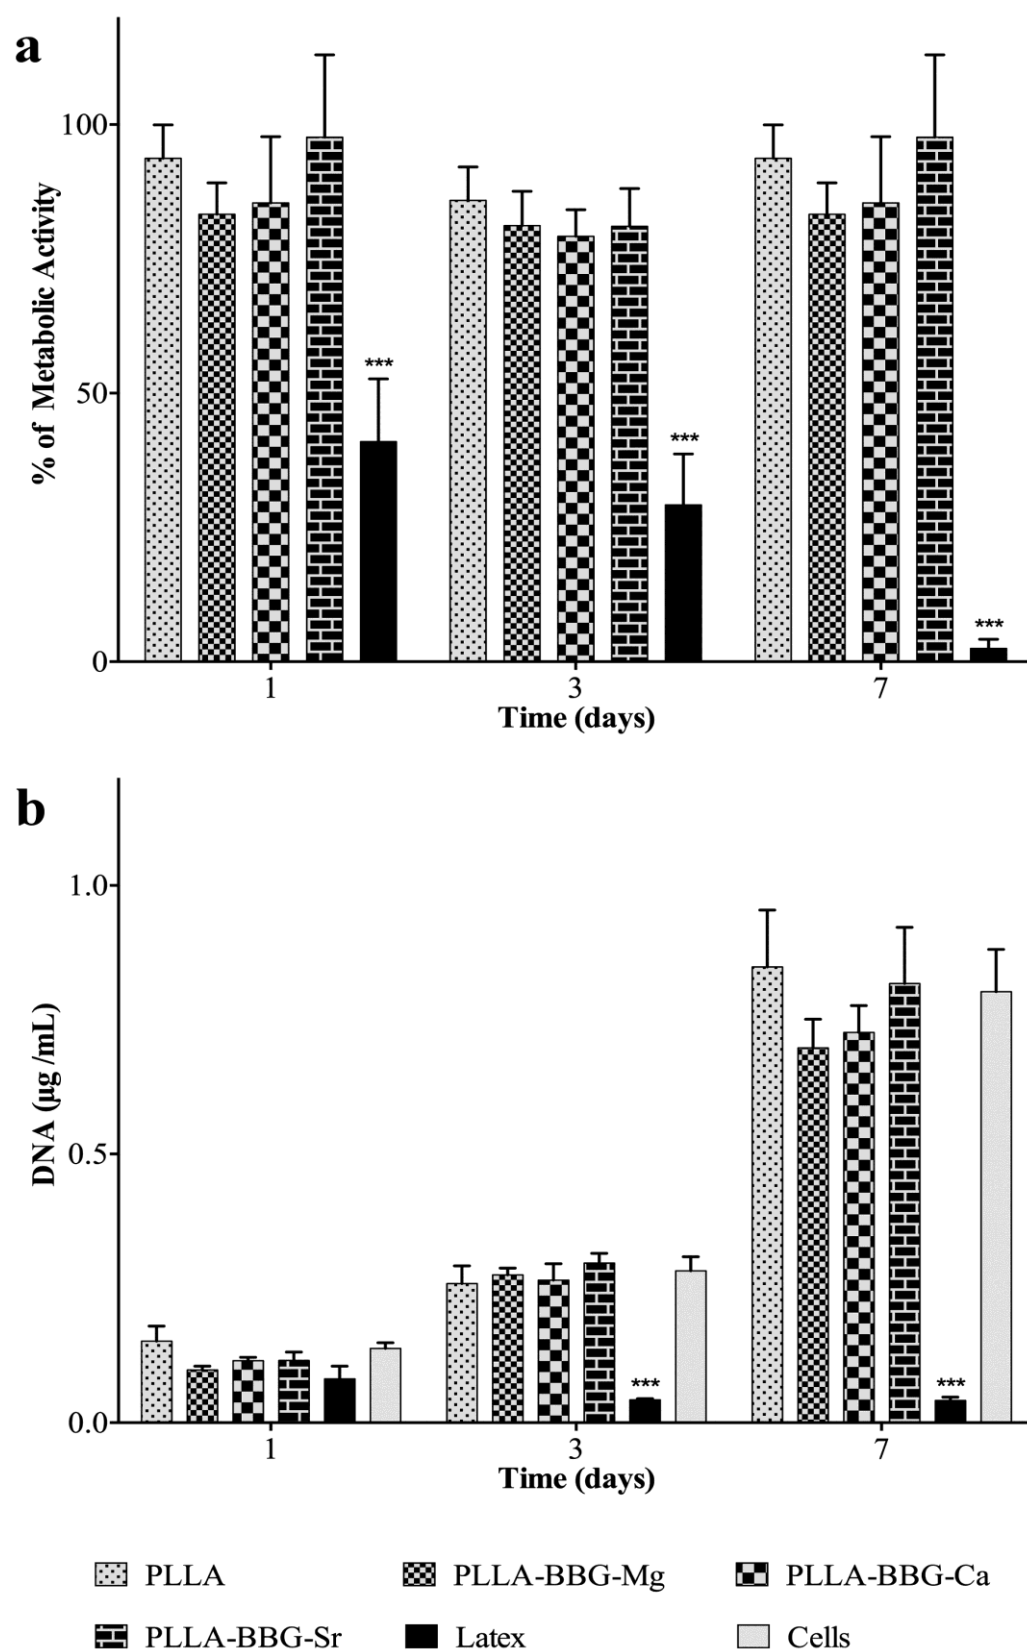 a
% of Metabolic Activity
100
50
0
***
***
***
1 3 7
Time (days)
b
DNA (µg /mL)
1.0
0.5
0.0
***
***
1 3 7
Time (days)
PLLA PLLA-BBG-Mg PLLA-BBG-Ca
PLLA-BBG-Sr Latex Cells